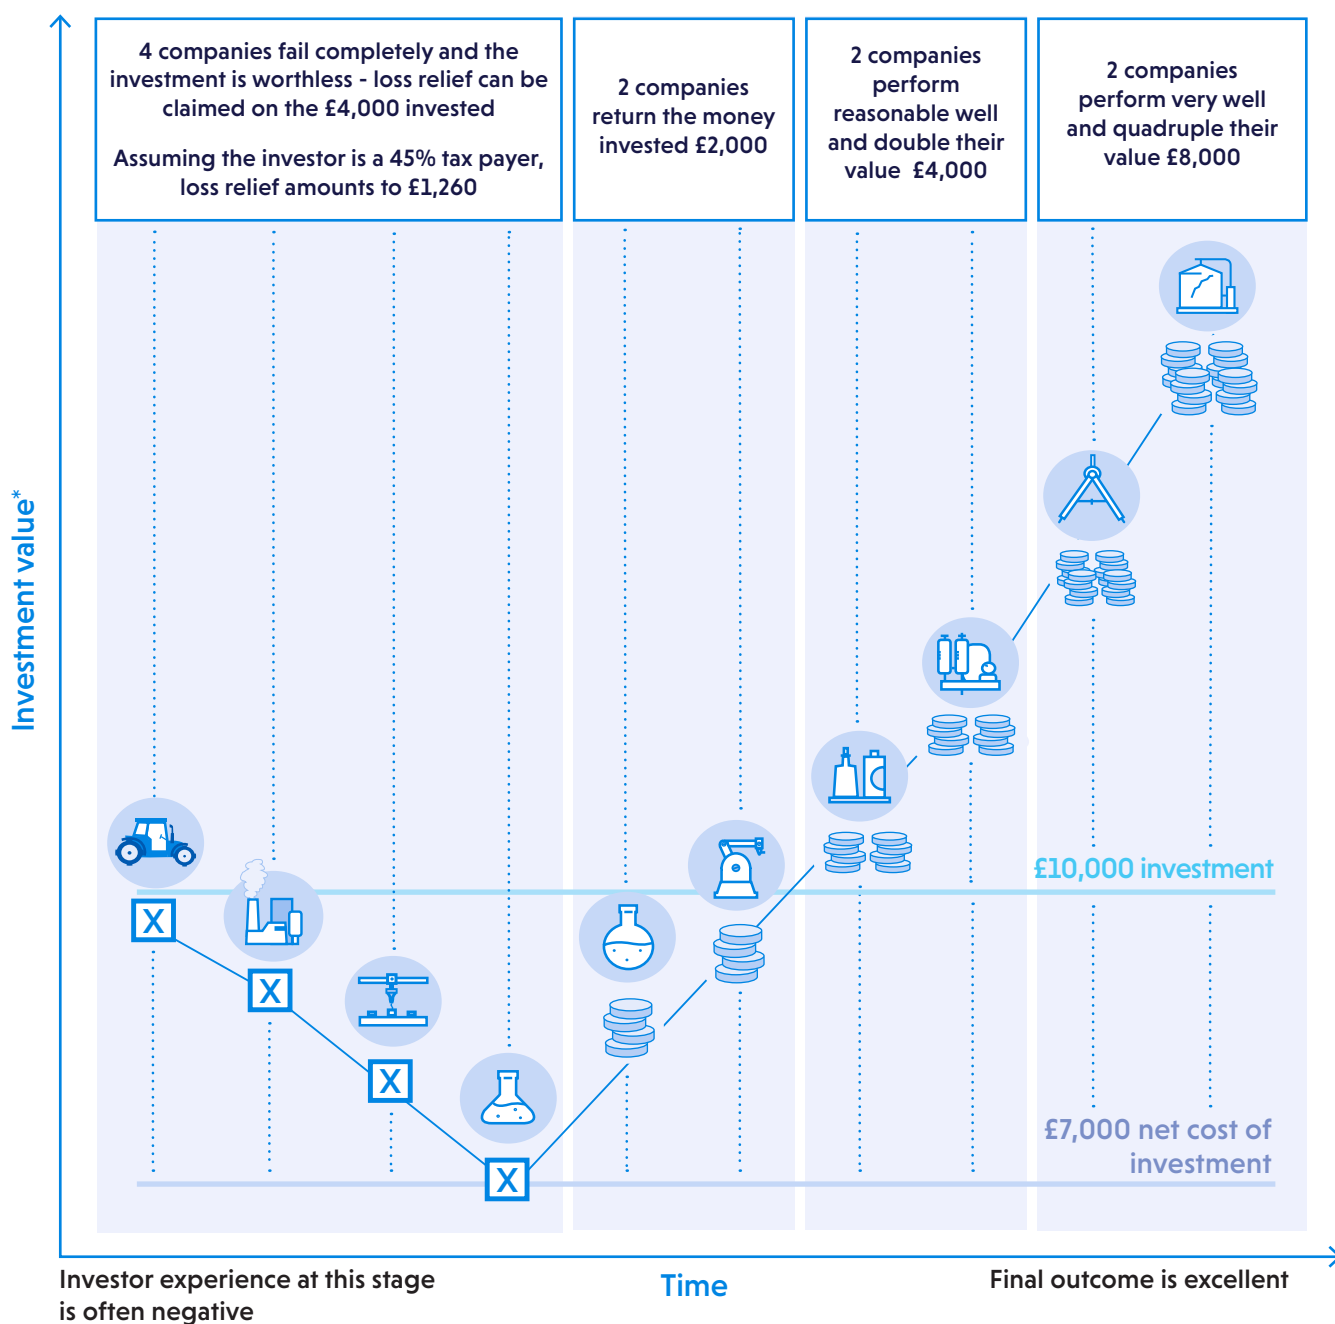 4 companies fail completely and the
investment is worthless - loss relief can be
claimed on the £4,000 invested
Assuming the investor is a 45% tax payer,
loss relief amounts to £1,260
2 companies
return the money
invested £2,000
2 companies
perform
reasonable well
and double their
value £4,000
2 companies
perform very well
and quadruple their
value £8,000
Investment value*
£10,000 investment
X
X
X
X
£7,000 net cost of
investment
Investor experience at this stage
is often negative
Time
Final outcome is excellent